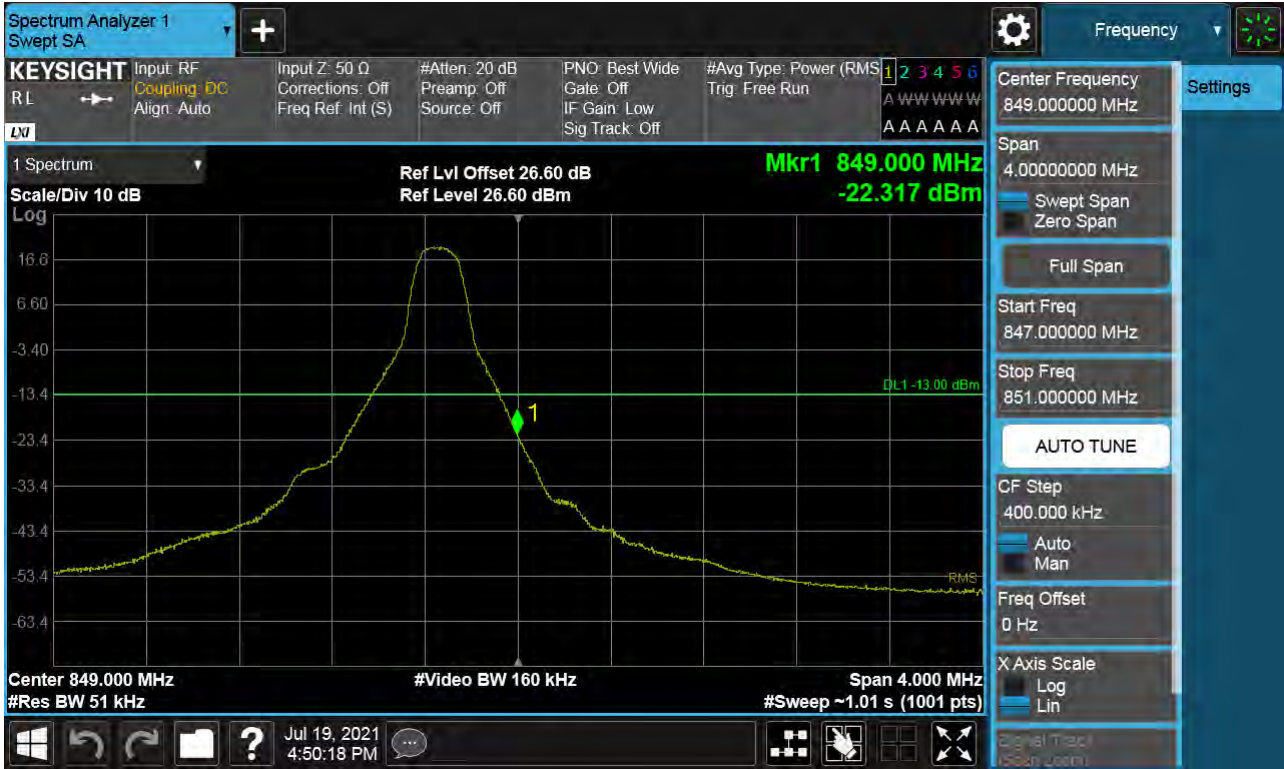 Spectrum Analyzer 1
Swept SA
Frequency
KEYSIGHT
R L
LXI
Input: RF
Coupling: DC
Align: Auto
Input Z: 50 Ω
Corrections: Off
Freq Ref: Int (S)
#Atten: 20 dB
Preamp: Off
Source: Off
PNO: Best Wide
Gate: Off
IF Gain: Low
Sig Track: Off
#Avg Type: Power (RMS
Trig: Free Run
1 2 3 4 5 6
A W W W W W
A A A A A A
1 Spectrum
Scale/Div 10 dB
Log
Ref Lvl Offset 26.60 dB
Ref Level 26.60 dBm
Mkr1 849.000 MHz
-22.317 dBm
16.6
6.60
-3.40
DL1 -13.00 dBm
-13.4
1
-23.4
-33.4
-43.4
-53.4
RMS
-63.4
Center 849.000 MHz
#Video BW 160 kHz
Span 4.000 MHz
#Res BW 51 kHz
#Sweep ~1.01 s (1001 pts)
Center Frequency
849.000000 MHz
Settings
Span
4.00000000 MHz
Swept Span
Zero Span
Full Span
Start Freq
847.000000 MHz
Stop Freq
851.000000 MHz
AUTO TUNE
CF Step
400.000 kHz
Auto
Man
Freq Offset
0 Hz
X Axis Scale
Log
Lin
Signal Track
(Span Zoom)
?
Jul 19, 2021
4:50:18 PM